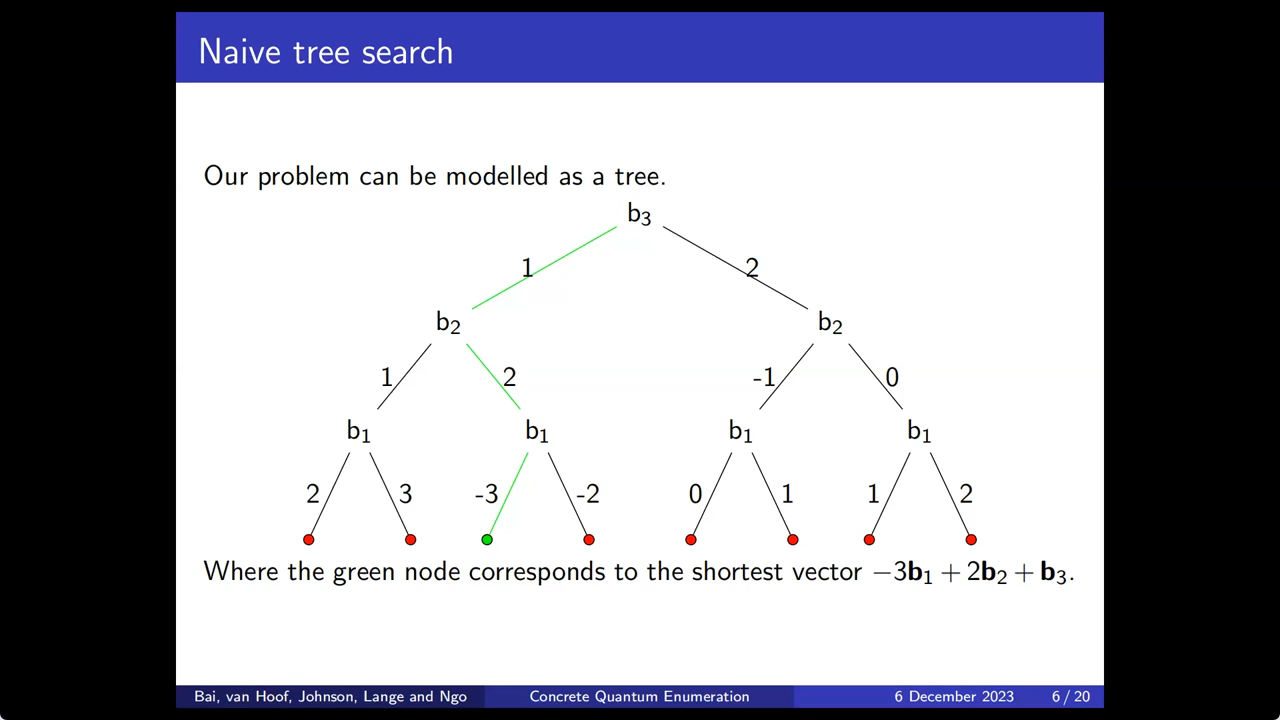 Naive tree search
Our problem can be modelled as a tree.
b₃
1 2
b₂ b₂
1 2 -1 0
b₁ b₁ b₁ b₁
2 3 -3 -2 0 1 1 2
Where the green node corresponds to the shortest vector −3b₁ + 2b₂ + b₃.
Bai, van Hoof, Johnson, Lange and Ngo Concrete Quantum Enumeration 6 December 2023 6 / 20